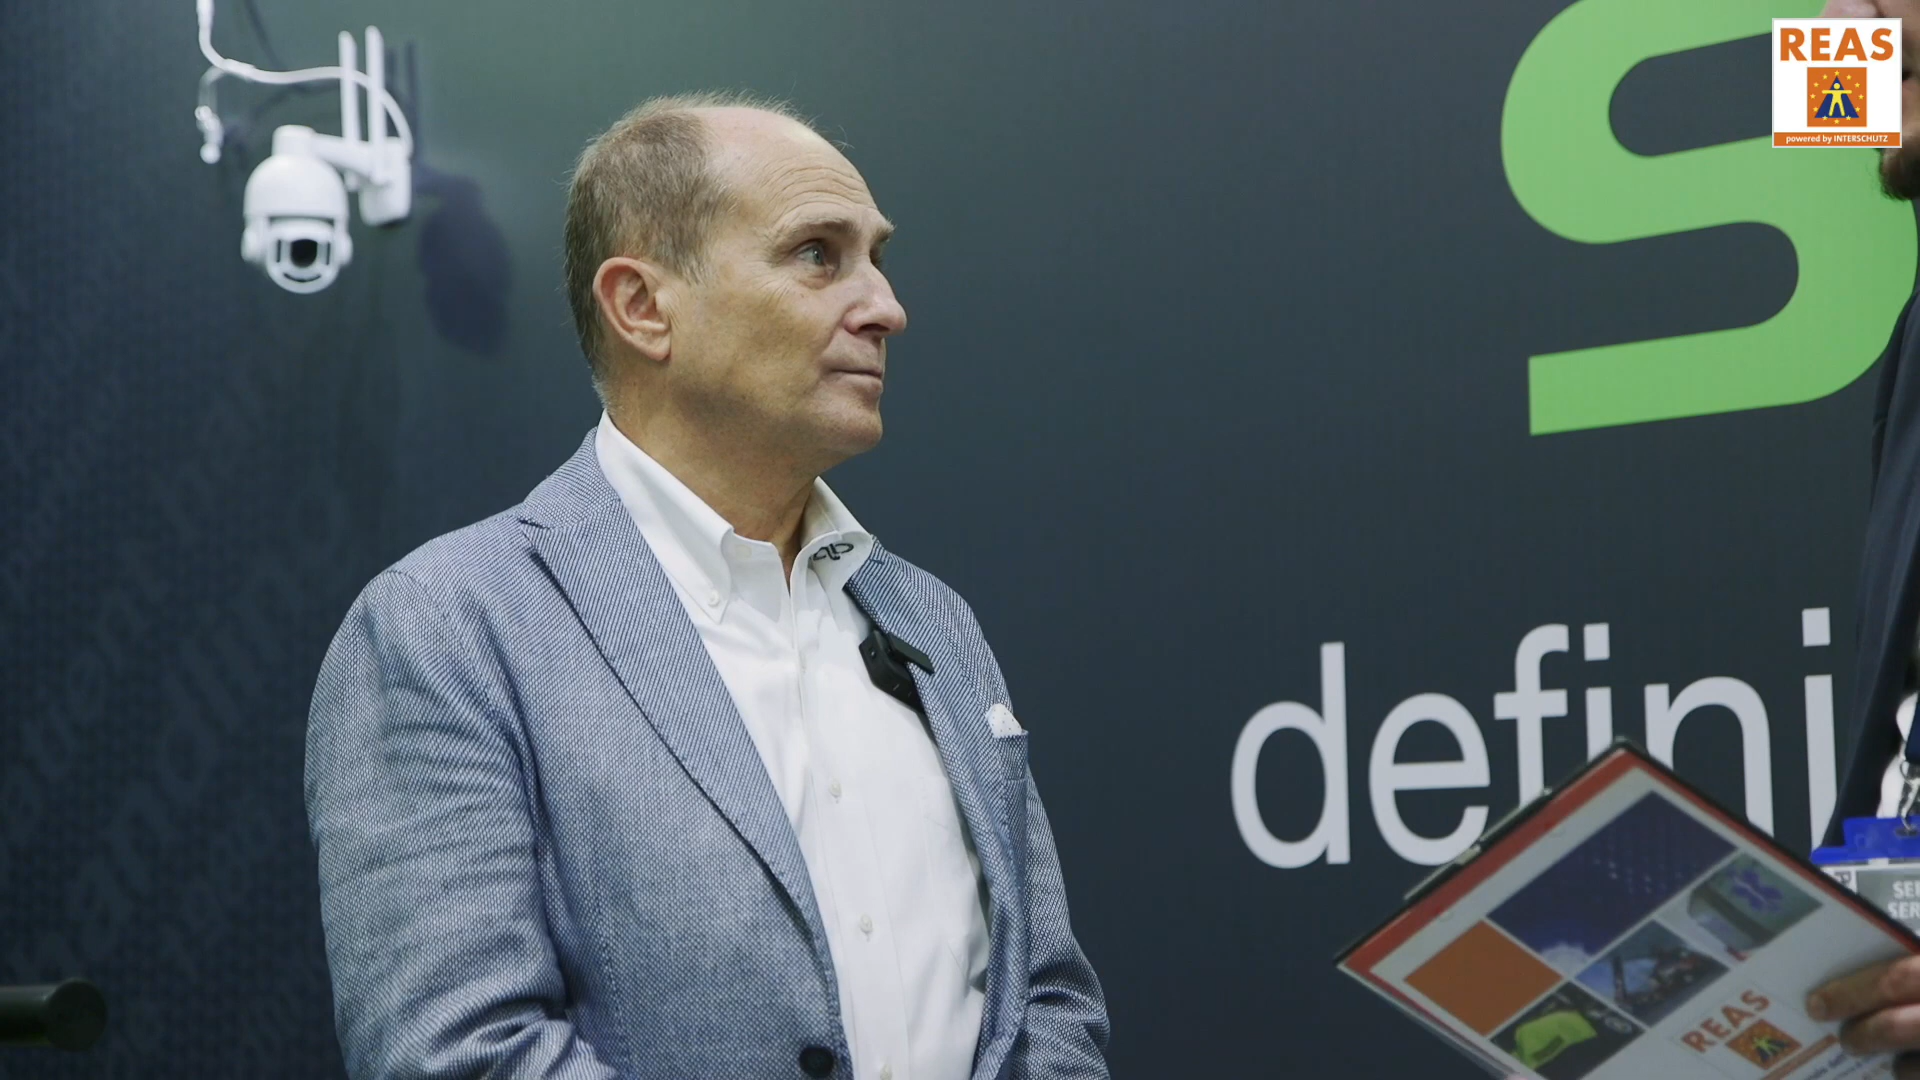 REAS
powered by INTERSCHUTZ
S
defini
REAS